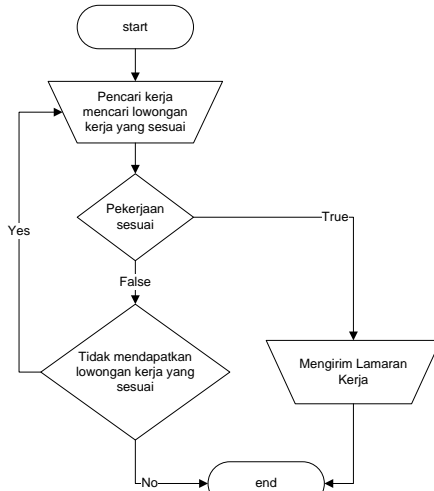 start
Pencari kerja
mencari lowongan
kerja yang sesuai
Pekerjaan
sesuai
True
Yes
False
Tidak mendapatkan
lowongan kerja yang
sesuai
Mengirim Lamaran
Kerja
No
end